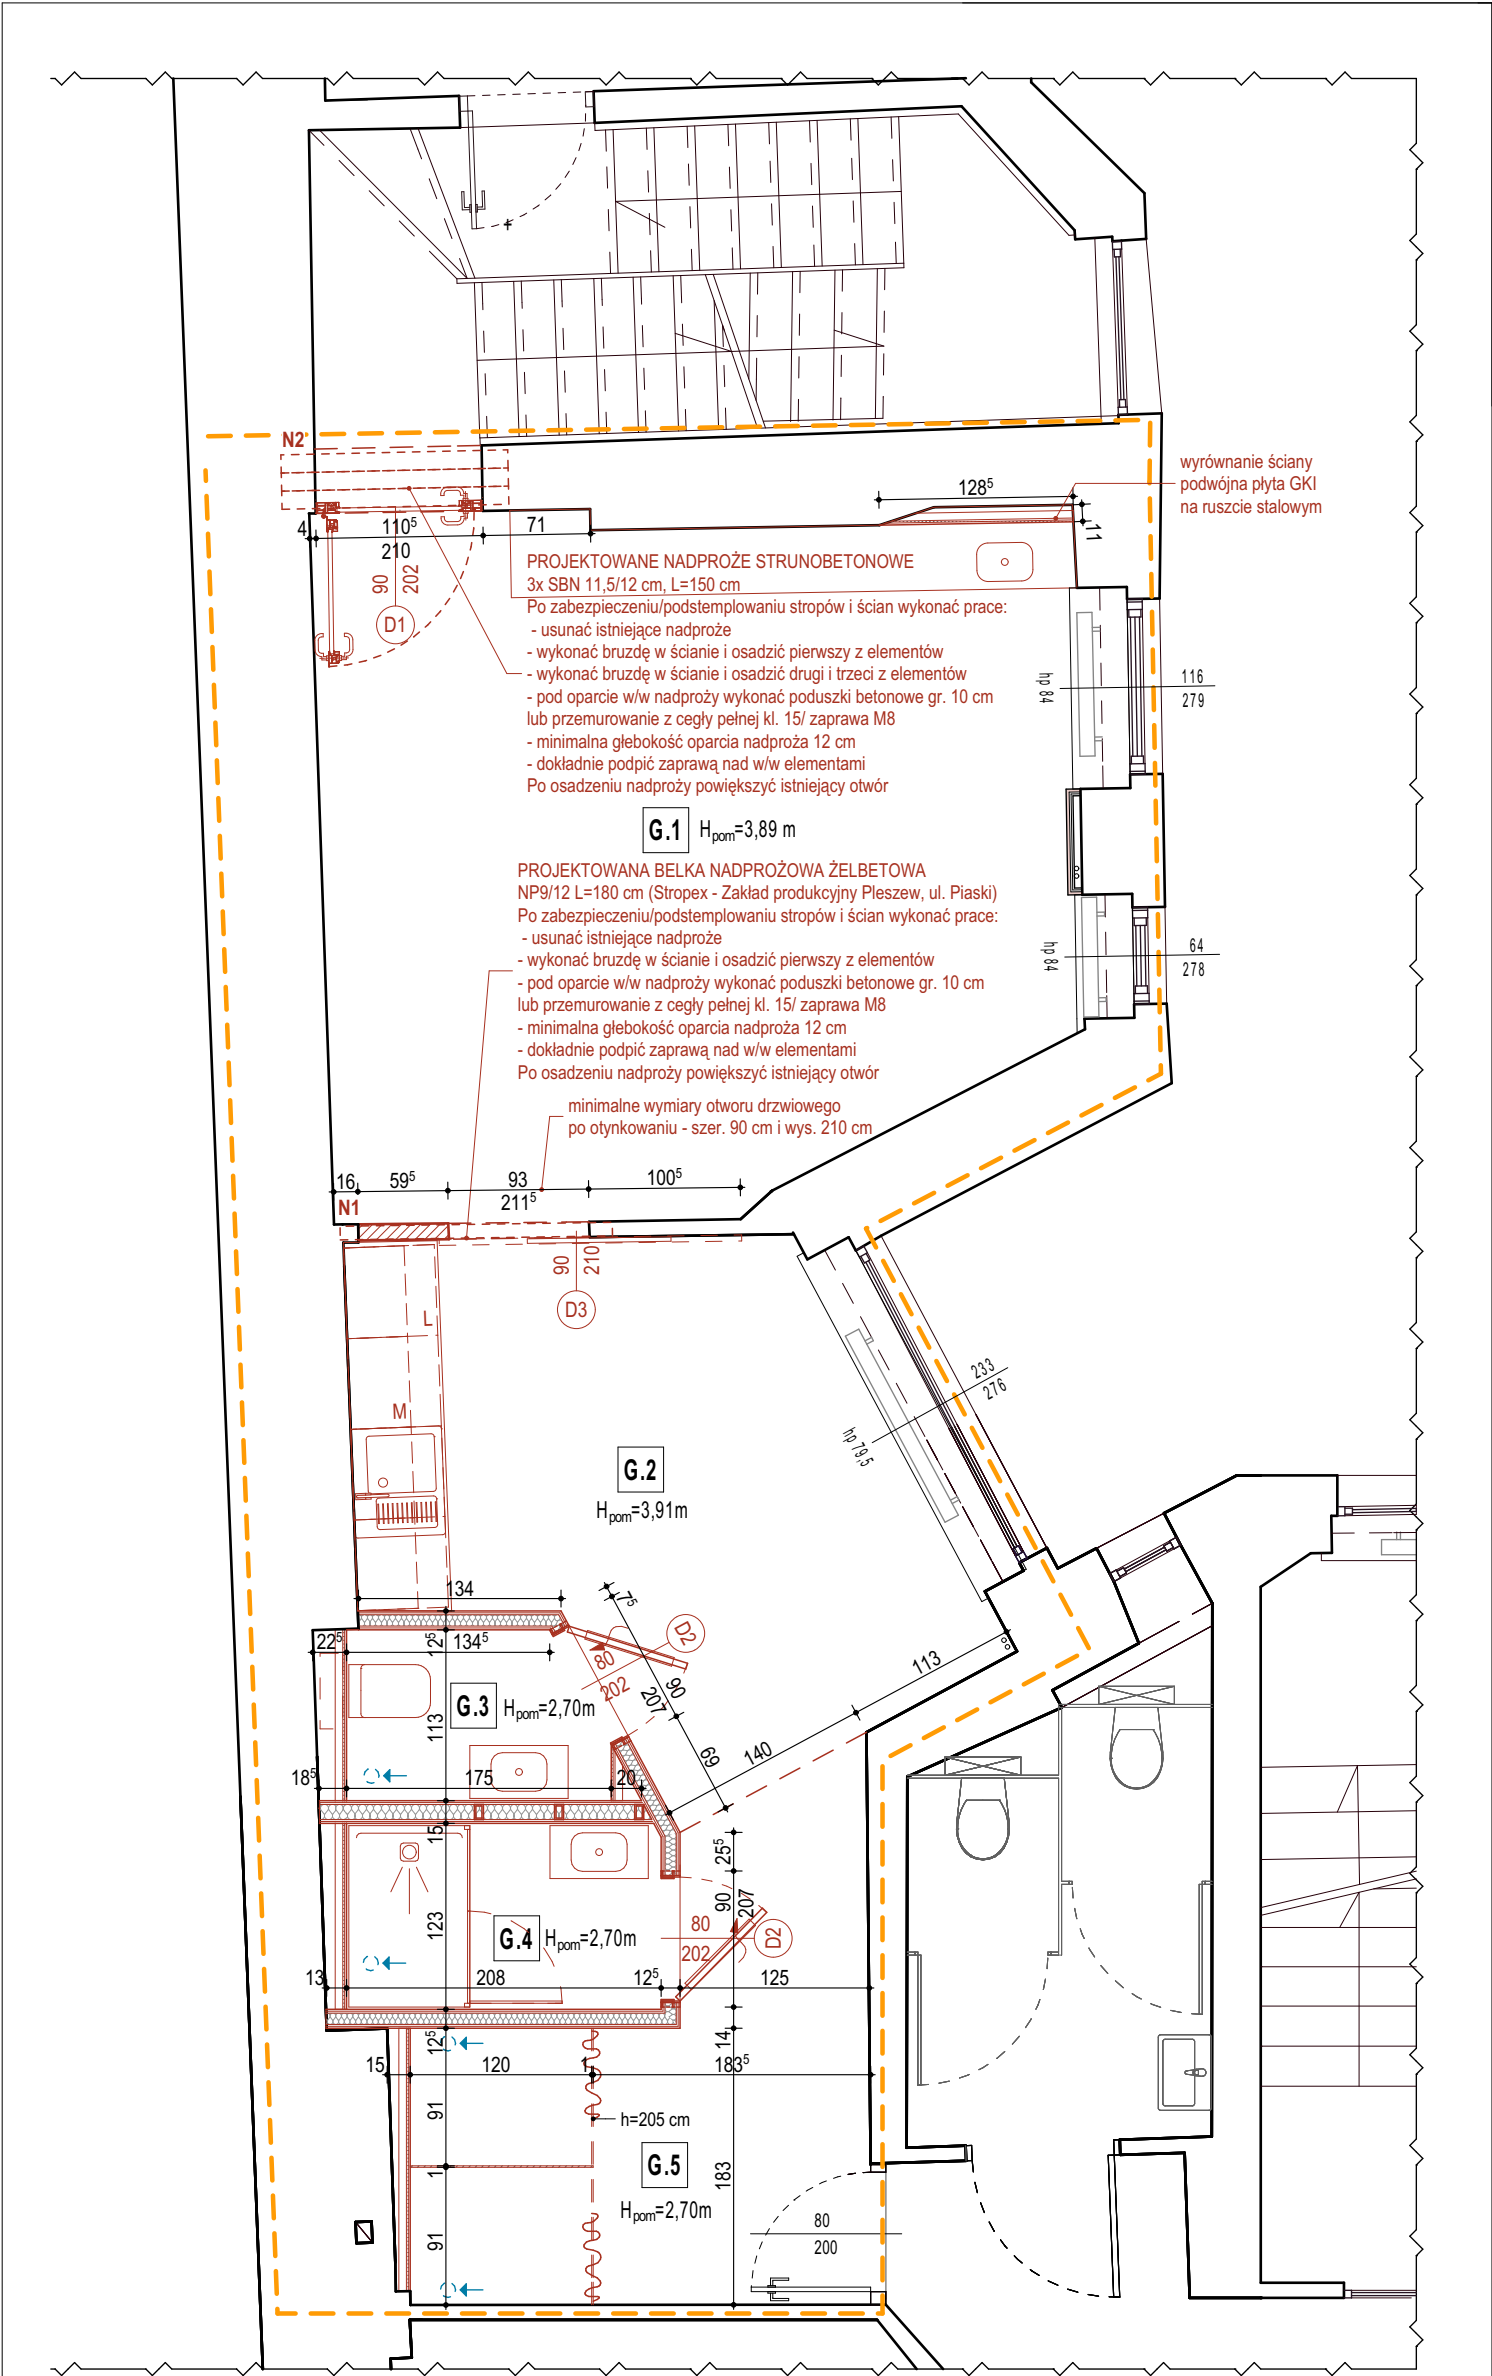 N2
wyrównanie ściany
podwójna płyta GKI
na ruszcie stalowym
128⁵
11
4
110⁵
210
71
90
202
D1
PROJEKTOWANE NADPROŻE STRUNOBETONOWE
3x SBN 11,5/12 cm, L=150 cm
Po zabezpieczeniu/podstemplowaniu stropów i ścian wykonać prace:
- usunać istniejące nadproże
- wykonać bruzdę w ścianie i osadzić pierwszy z elementów
- wykonać bruzdę w ścianie i osadzić drugi i trzeci z elementów
- pod oparcie w/w nadproży wykonać poduszki betonowe gr. 10 cm
lub przemurowanie z cegły pełnej kl. 15/ zaprawa M8
- minimalna głebokość oparcia nadproża 12 cm
- dokładnie podpić zaprawą nad w/w elementami
Po osadzeniu nadproży powiększyć istniejący otwór
hp 84
116
279
G.1 Hpom=3,89 m
PROJEKTOWANA BELKA NADPROŻOWA ŻELBETOWA
NP9/12 L=180 cm (Stropex - Zakład produkcyjny Pleszew, ul. Piaski)
Po zabezpieczeniu/podstemplowaniu stropów i ścian wykonać prace:
- usunać istniejące nadproże
- wykonać bruzdę w ścianie i osadzić pierwszy z elementów
- pod oparcie w/w nadproży wykonać poduszki betonowe gr. 10 cm
lub przemurowanie z cegły pełnej kl. 15/ zaprawa M8
- minimalna głebokość oparcia nadproża 12 cm
- dokładnie podpić zaprawą nad w/w elementami
Po osadzeniu nadproży powiększyć istniejący otwór
hp 84
64
278
minimalne wymiary otworu drzwiowego
po otynkowaniu - szer. 90 cm i wys. 210 cm
16
59⁵
93
211⁵
100⁵
N1
90
210
D3
L
M
233
276
hp 79,5
G.2
Hpom=3,91m
134
7⁵
D2
22⁵
12⁵
134⁵
80
202
90
207
113
G.3 Hpom=2,70m
113
69
140
18⁵
175
20
15
25⁵
90
207
123
G.4 Hpom=2,70m
80
202
D2
13
208
12⁵
125
12⁵
14
15
120
1
183⁵
91
h=205 cm
G.5
Hpom=2,70m
1
183
91
80
200